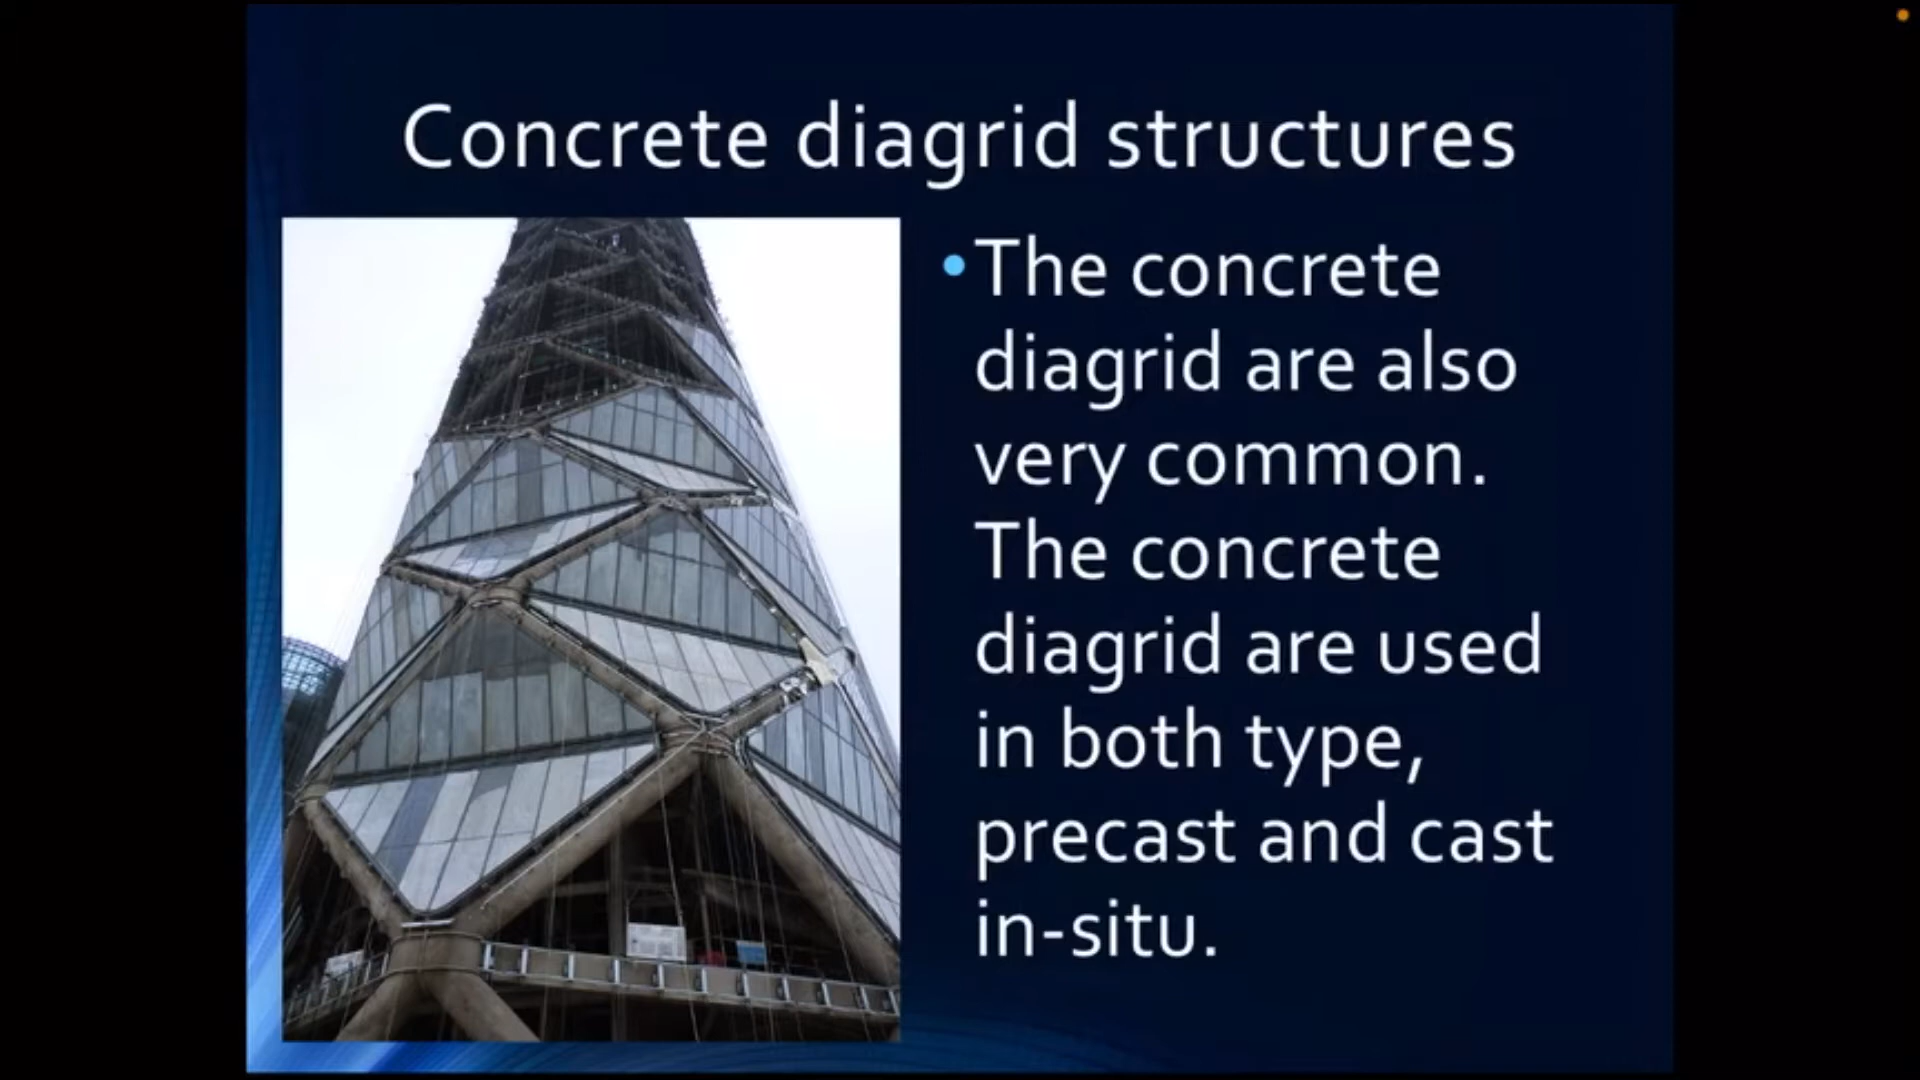 Concrete diagrid structures
•The concrete
diagrid are also
very common.
The concrete
diagrid are used
in both type,
precast and cast
in-situ.